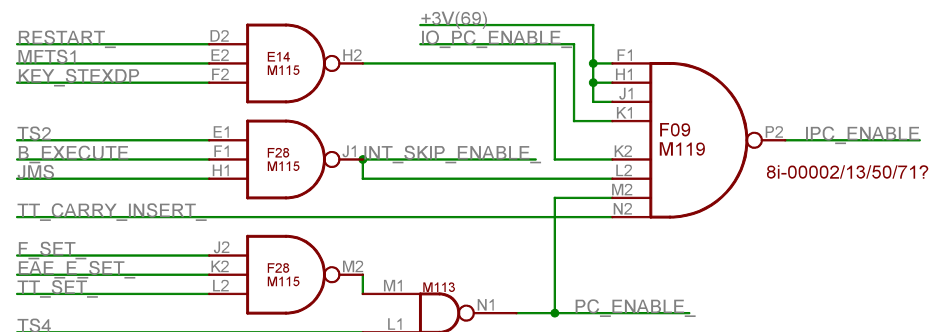 +3V(69)
RESTART_ D2 IO_PC_ENABLE_
MFTS1 E2 E14 M115 H2 F1
KEY_STEXDP F2 H1
J1
K1
TS2 E1 F09 M119 P2 IPC_ENABLE
B_EXECUTE F1 F28 M115 J1 INT_SKIP_ENABLE_ K2
JMS H1 L2 8i-00002/13/50/71?
M2
TT_CARRY_INSERT_ N2
F_SET_ J2
EAE_E_SET_ K2 F28 M115 M2
TT_SET_ L2 M1 M113
N1 PC_ENABLE_
TS4 L1